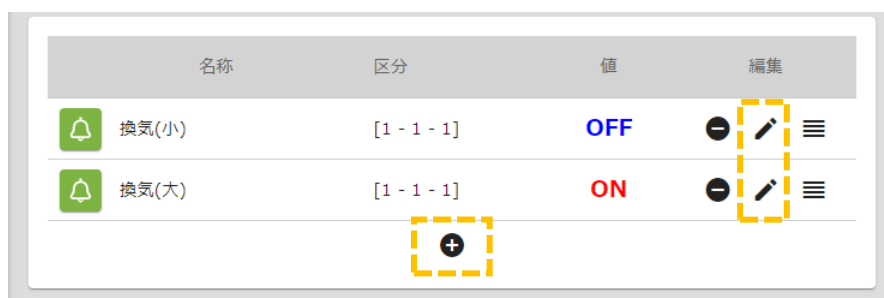 名称 区分 値 編集
換気(小) [1 - 1 - 1] OFF
換気(大) [1 - 1 - 1] ON